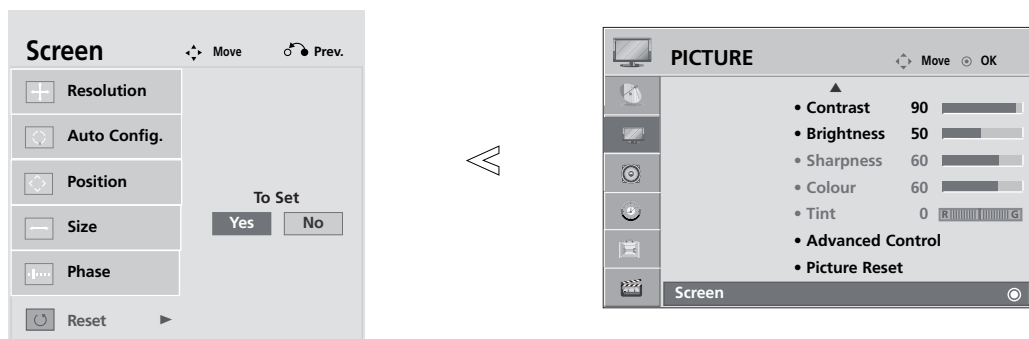 Screen
Move
Prev.
Resolution
Auto Config.
Position
Size
Phase
Reset
To Set
Yes No
PICTURE
Move OK
• Contrast 90
• Brightness 50
• Sharpness 60
• Colour 60
• Tint 0 R G
• Advanced Control
• Picture Reset
Screen